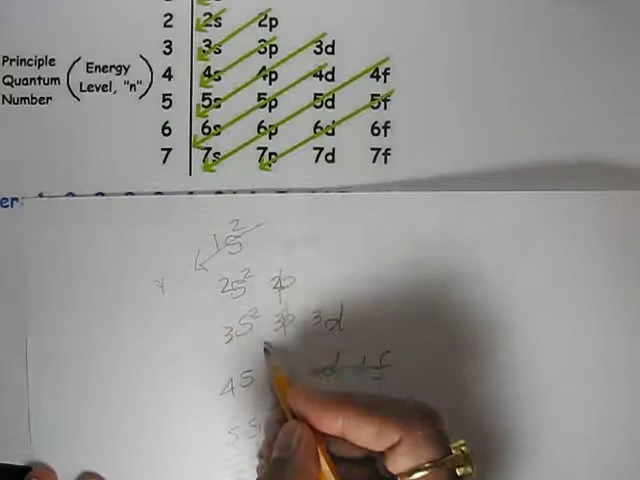 2 2s 2p
3 3s 3p 3d
Principle Quantum Number (Energy Level, "n")
4 4s 4p 4d 4f
5 5s 5p 5d 5f
6 6s 6p 6d 6f
7 7s 7p 7d 7f
er:
1S²
2S² 2p
3S² 3p 3d
4S d
5S